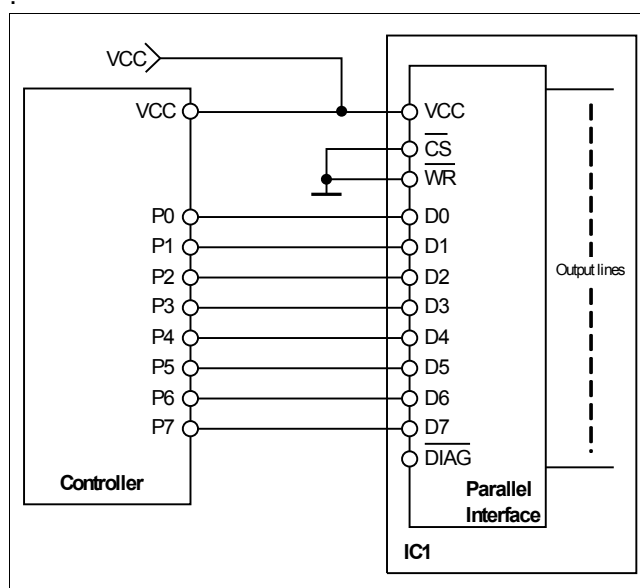 VCC
VCC
P0
P1
P2
P3
P4
P5
P6
P7
Controller
VCC
CS
WR
D0
D1
D2
D3
D4
D5
D6
D7
DIAG
Parallel
Interface
IC1
Output lines